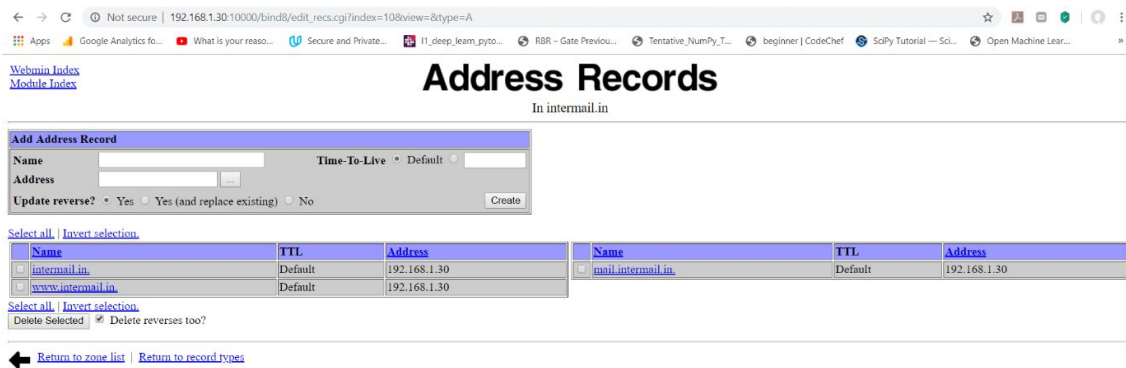 Not secure | 192.168.1.30:10000/bind8/edit_recs.cgi?index=10&view=&type=A
Apps Google Analytics fo... What is your reaso... Secure and Private... l1_deep_learn_pyto... RBR – Gate Previou... Tentative_NumPy_T... beginner | CodeChef SciPy Tutorial — Sci... Open Machine Lear... »
Webmin Index
Module Index
Address Records
In intermail.in
Add Address Record
Name Time-To-Live Default
Address ...
Update reverse? Yes Yes (and replace existing) No Create
Select all. | Invert selection.
Name TTL Address Name TTL Address
intermail.in. Default 192.168.1.30 mail.intermail.in. Default 192.168.1.30
www.intermail.in. Default 192.168.1.30
Select all. | Invert selection.
Delete Selected Delete reverses too?
Return to zone list | Return to record types